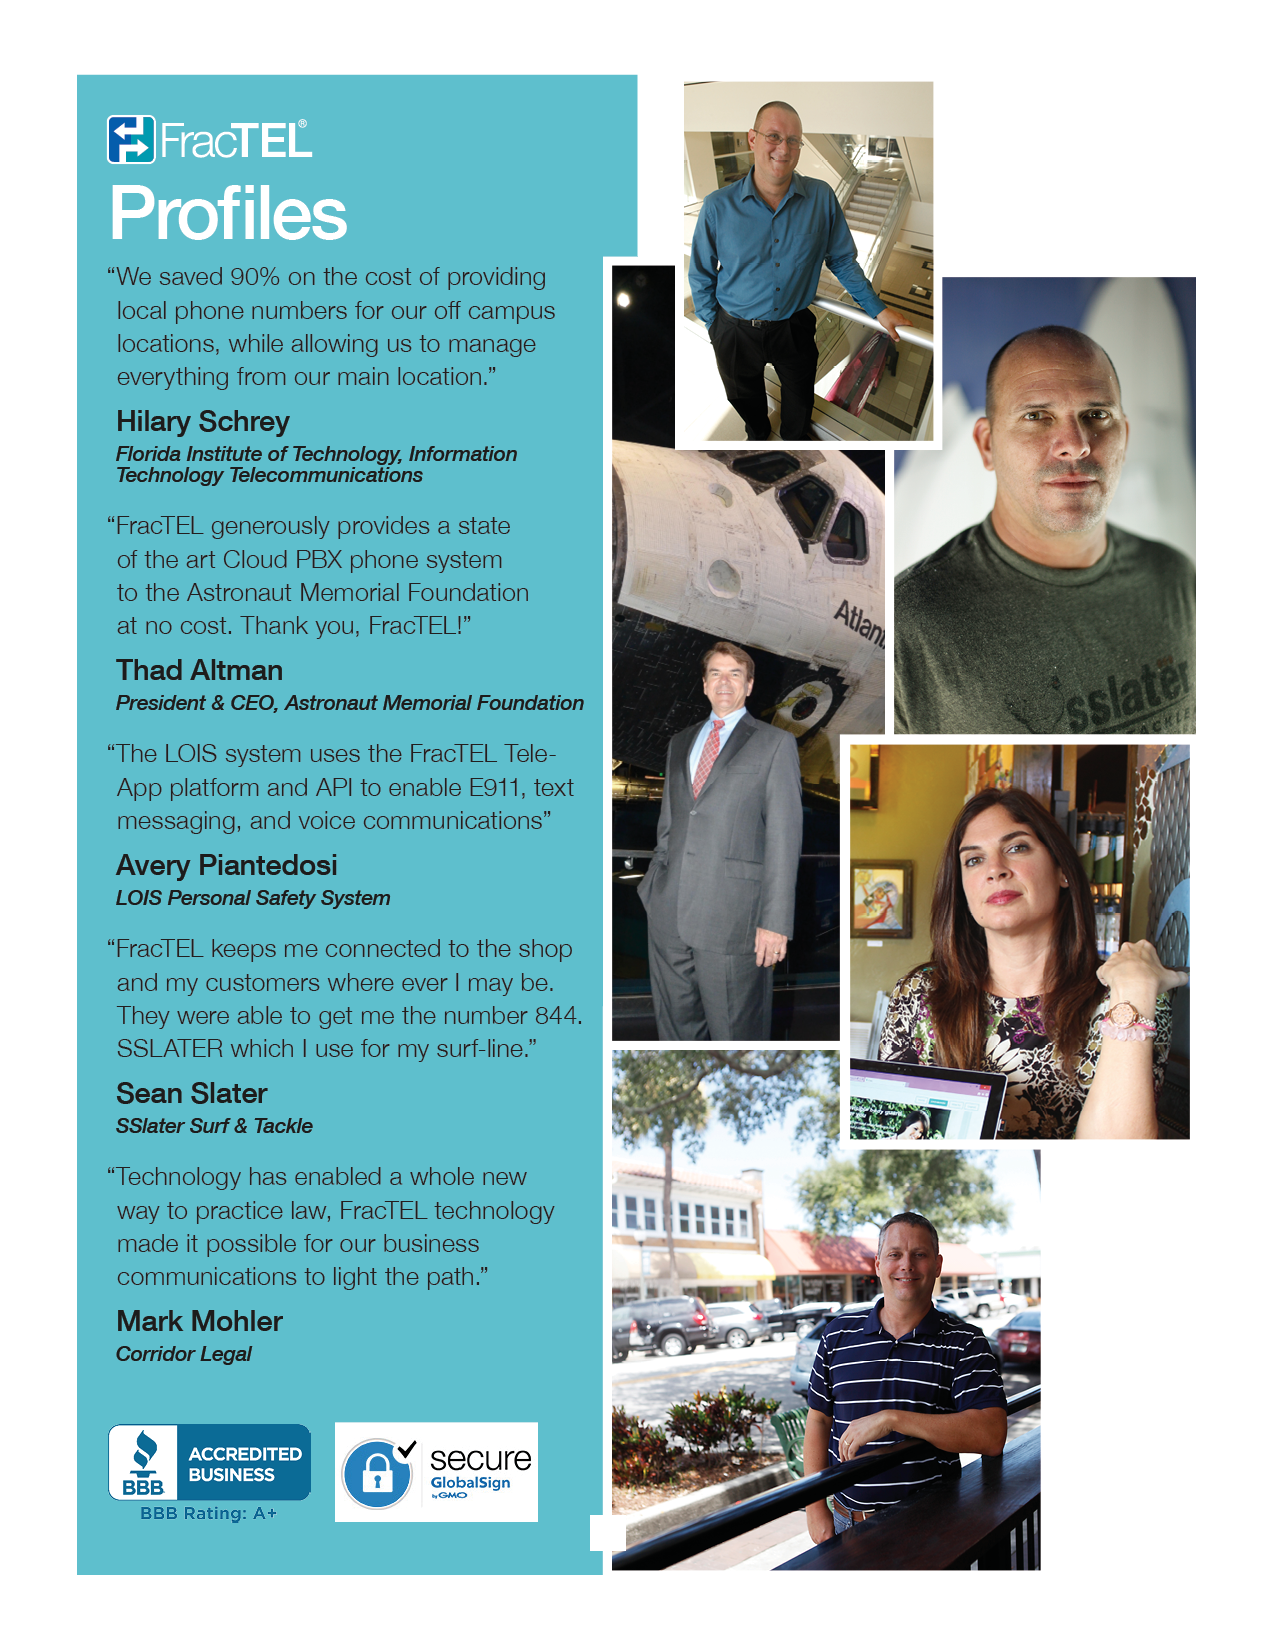 FracTEL®
Profiles
“We saved 90% on the cost of providing
local phone numbers for our off campus
locations, while allowing us to manage
everything from our main location.”
Hilary Schrey
Florida Institute of Technology, Information
Technology Telecommunications
“FracTEL generously provides a state
of the art Cloud PBX phone system
to the Astronaut Memorial Foundation
at no cost. Thank you, FracTEL!”
Thad Altman
President & CEO, Astronaut Memorial Foundation
“The LOIS system uses the FracTEL Tele-
App platform and API to enable E911, text
messaging, and voice communications”
Avery Piantedosi
LOIS Personal Safety System
“FracTEL keeps me connected to the shop
and my customers where ever I may be.
They were able to get me the number 844.
SSLATER which I use for my surf-line.”
Sean Slater
SSlater Surf & Tackle
“Technology has enabled a whole new
way to practice law, FracTEL technology
made it possible for our business
communications to light the path.”
Mark Mohler
Corridor Legal
BBB
ACCREDITED
BUSINESS
BBB Rating: A+
secure
GlobalSign
by GMO
Atlant
sslater
TACKLE